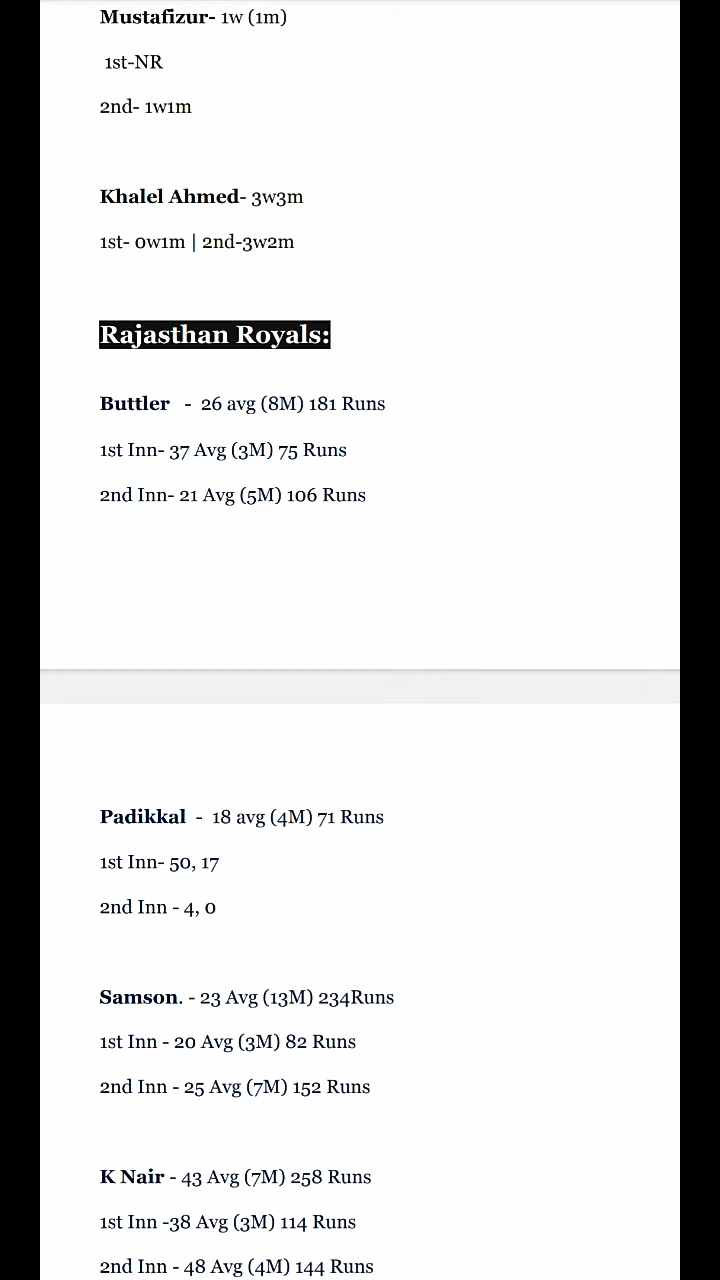 Mustafizur- 1w (1m)
1st-NR
2nd- 1w1m
Khalel Ahmed- 3w3m
1st- 0w1m | 2nd-3w2m
Rajasthan Royals:
Buttler - 26 avg (8M) 181 Runs
1st Inn- 37 Avg (3M) 75 Runs
2nd Inn- 21 Avg (5M) 106 Runs
Padikkal - 18 avg (4M) 71 Runs
1st Inn- 50, 17
2nd Inn - 4, 0
Samson. - 23 Avg (13M) 234Runs
1st Inn - 20 Avg (3M) 82 Runs
2nd Inn - 25 Avg (7M) 152 Runs
K Nair - 43 Avg (7M) 258 Runs
1st Inn -38 Avg (3M) 114 Runs
2nd Inn - 48 Avg (4M) 144 Runs